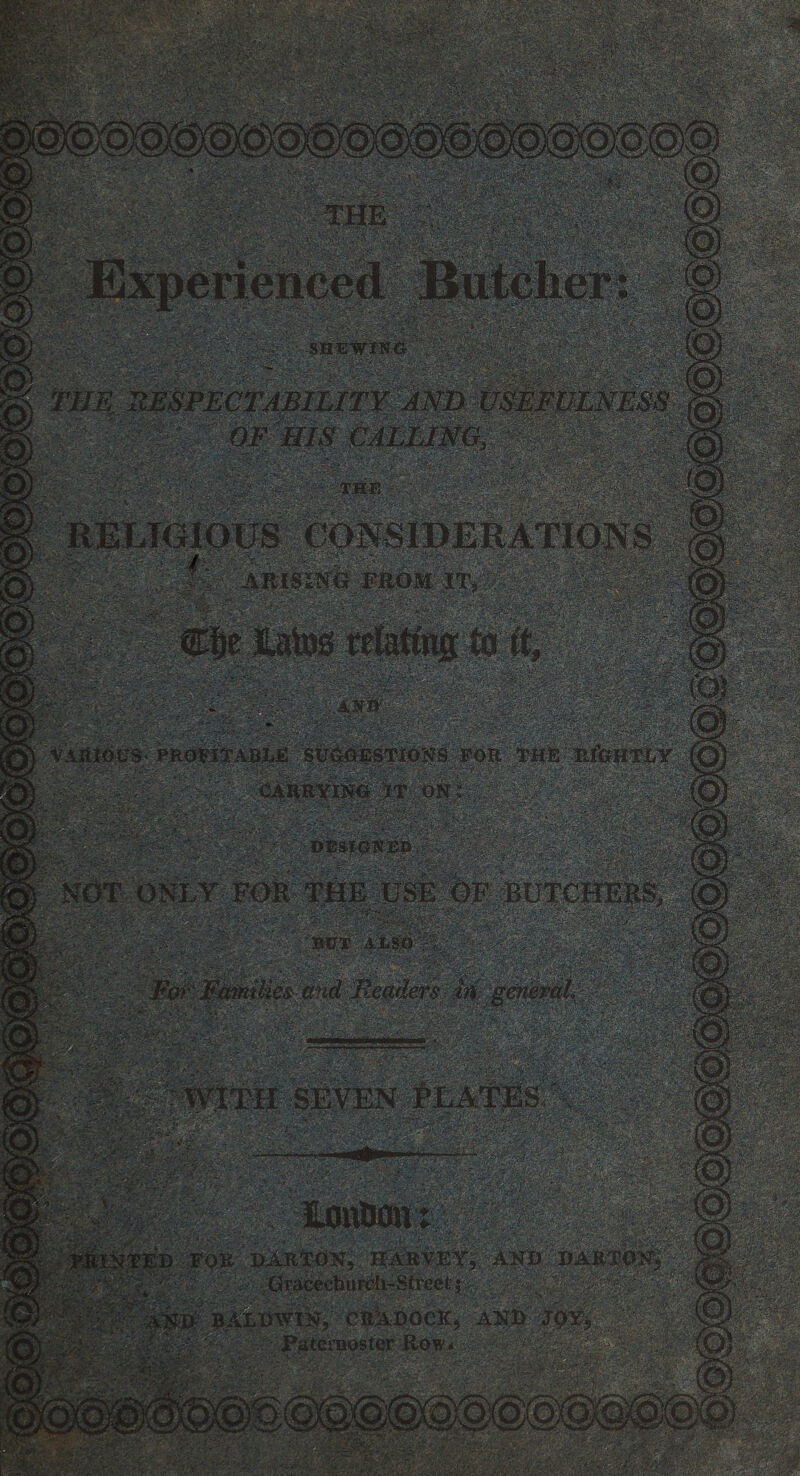 THE
Experienced Butcher:
SHEWING
THE RESPECTABILITY AND USEFULNESS
OF HIS CALLING,
THE
RELIGIOUS CONSIDERATIONS
ARISING FROM IT,
The Laws relating to it,
AND
VARIOUS PROFITABLE SUGGESTIONS FOR THE RIGHTLY
CARRYING IT ON:
DESIGNED
NOT ONLY FOR THE USE OF BUTCHERS,
BUT ALSO
For Families and Readers in general.
WITH SEVEN PLATES.
London:
PRINTED FOR DARTON, HARVEY, AND DARTON,
Gracechurch-Street;
AND BALDWIN, CRADOCK, AND JOY,
Paternoster Row.